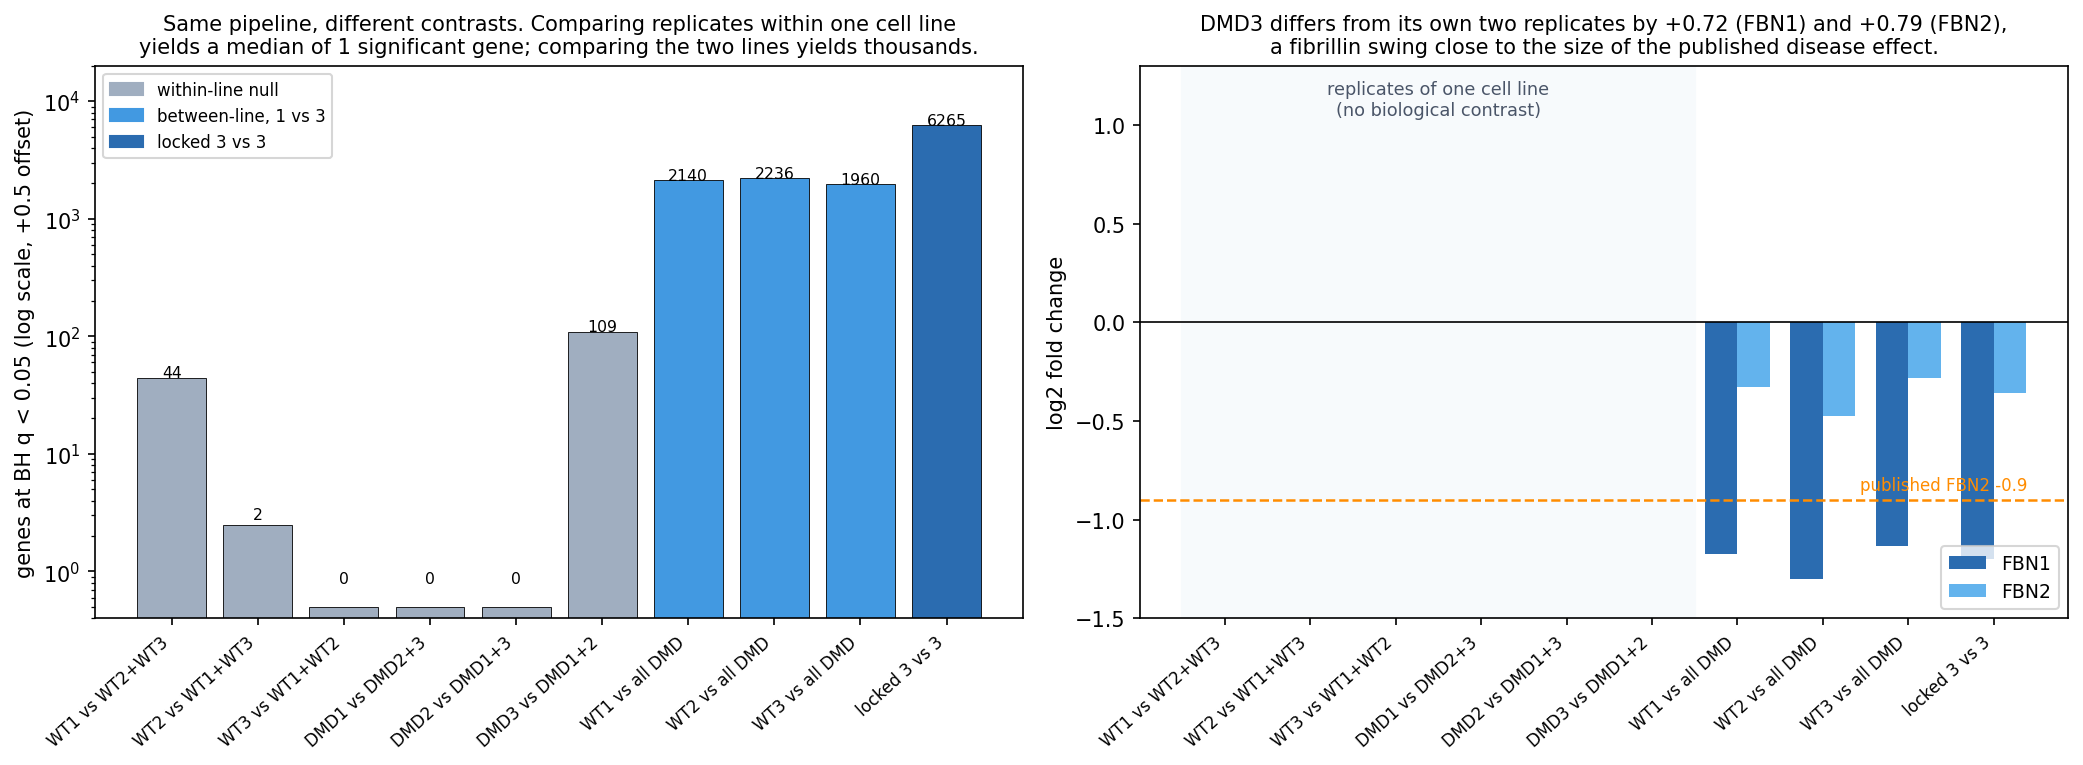 Same pipeline, different contrasts. Comparing replicates within one cell line
yields a median of 1 significant gene; comparing the two lines yields thousands.
genes at BH q < 0.05 (log scale, +0.5 offset)
10⁴
10³
10²
10¹
10⁰
within-line null
between-line, 1 vs 3
locked 3 vs 3
44
2
0
0
0
109
2140
2236
1960
6265
WT1 vs WT2+WT3
WT2 vs WT1+WT3
WT3 vs WT1+WT2
DMD1 vs DMD2+3
DMD2 vs DMD1+3
DMD3 vs DMD1+2
WT1 vs all DMD
WT2 vs all DMD
WT3 vs all DMD
locked 3 vs 3
DMD3 differs from its own two replicates by +0.72 (FBN1) and +0.79 (FBN2),
a fibrillin swing close to the size of the published disease effect.
log2 fold change
1.0
0.5
0.0
−0.5
−1.0
−1.5
replicates of one cell line
(no biological contrast)
published FBN2 -0.9
FBN1
FBN2
WT1 vs WT2+WT3
WT2 vs WT1+WT3
WT3 vs WT1+WT2
DMD1 vs DMD2+3
DMD2 vs DMD1+3
DMD3 vs DMD1+2
WT1 vs all DMD
WT2 vs all DMD
WT3 vs all DMD
locked 3 vs 3